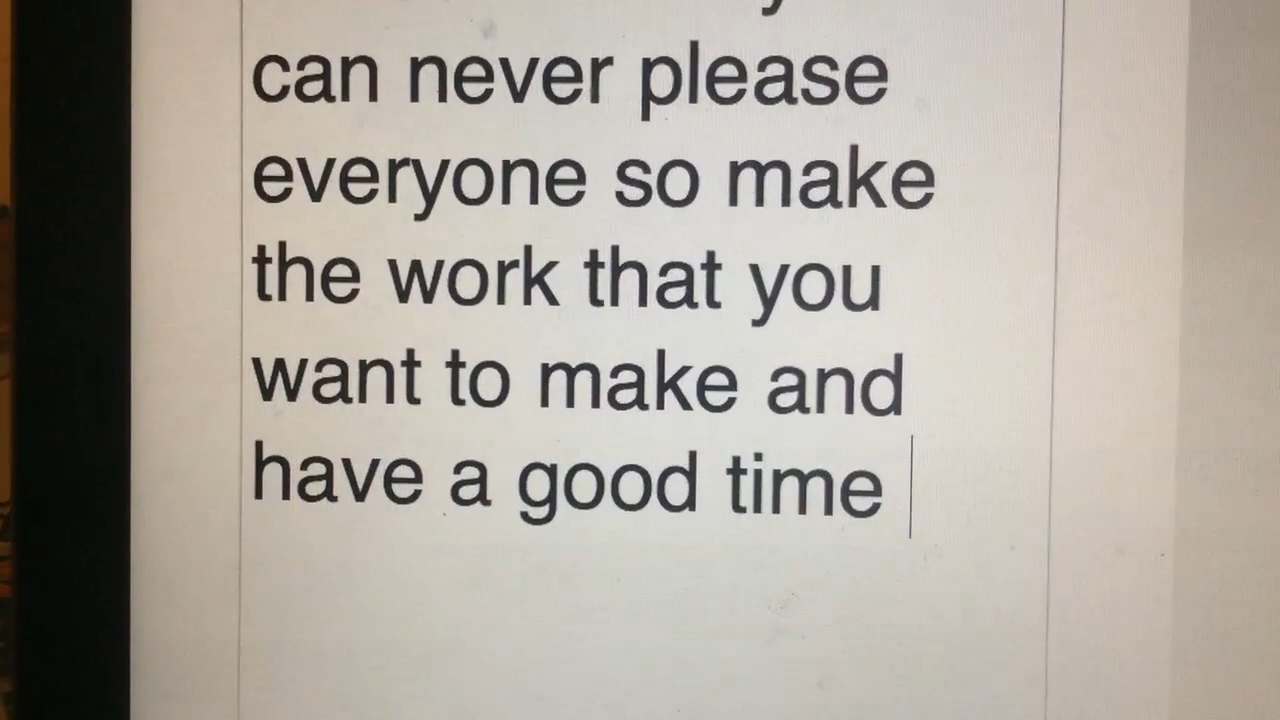 can never please
everyone so make
the work that you
want to make and
have a good time